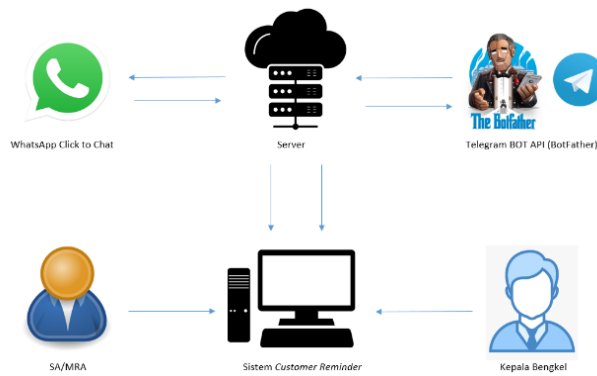 The Botfather
WhatsApp Click to Chat
Server
Telegram BOT API (BotFather)
SA/MRA
Sistem Customer Reminder
Kepala Bengkel